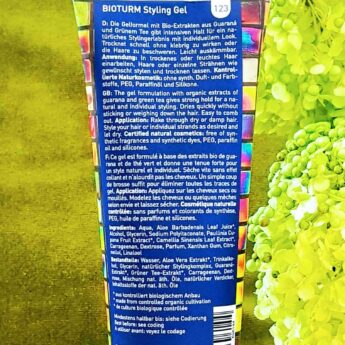 BIOTURM Styling Gel
123
D: Die Gelformel mit Bio-Extrakten aus Guaraná
und Grünem Tee gibt intensiven Halt für ein na-
türliches Stylingerlebnis mit individuellem Look.
Trocknet schnell ohne klebrig zu wirken oder
die Haare zu beschweren. Leicht auskämmbar.
Anwendung: In trockenes oder feuchtes Haar
einarbeiten, Haare oder einzelne Strähnen wie
gewünscht stylen und trocknen lassen. Kontrol-
lierte Naturkosmetik: ohne synth. Duft- und Farb-
stoffe, PEG, Paraffinöl und Silikone.
GB: The gel formulation with organic extracts of
guarana and green tea gives strong hold for a
natural and individual styling. Dries quickly without
sticking or weighing down the hair. Easy to comb
out. Application: Rake through dry or damp hair.
Style your hair or individual strands as desired and
let dry. Certified natural cosmetic: free of syn-
thetic fragrances and synthetic dyes, PEG, paraffin
oil and silicones.
F: Ce gel est formulé à base des extraits bio de guara-
na et de thé vert et donne une tenue forte pour
un style naturel et individuel. Sèche vite sans effet
collant et n'alourdit pas les cheveux. Un simple coup
de brosse suffit pour éliminer toutes les traces de
gel. Application: Appliquez sur les cheveux secs ou
mouillés. Modelez les cheveux ou quelques mèches
selon envie et laissez sécher. Cosmétique naturelle
contrôlée: sans parfums et colorants de synthèse,
PEG, huile de paraffine et silicone.
Ingredients: Aqua, Aloe Barbadensis Leaf Juice*,
Alcohol, Glycerin, Sodium Polyitaconate, Paullinia Cu-
pana Fruit Extract*, Camellia Sinensis Leaf Extract*,
Carrageenan, Dextrose, Parfum, Xanthan Gum, Citric
Linalool
Bestandteile: Wasser, Aloe Vera Extrakt*, Trinkalko-
hol, Glycerin, natürlicher Stylingkomplex, Guaraná-
Extrakt*, Grüner Tee-Extrakt*, Carrageenan, Dex-
trose, Mischung nat. äth. Öle, natürlicher Verdicker,
Inhaltsstoff nat. äth. Öle
* aus kontrolliert biologischem Anbau
* made from controlled organic cultivation
* de culture biologique contrôlée
Mindestens haltbar bis: siehe Codierung
Best before: see coding
À utiliser avant: voyez le codage